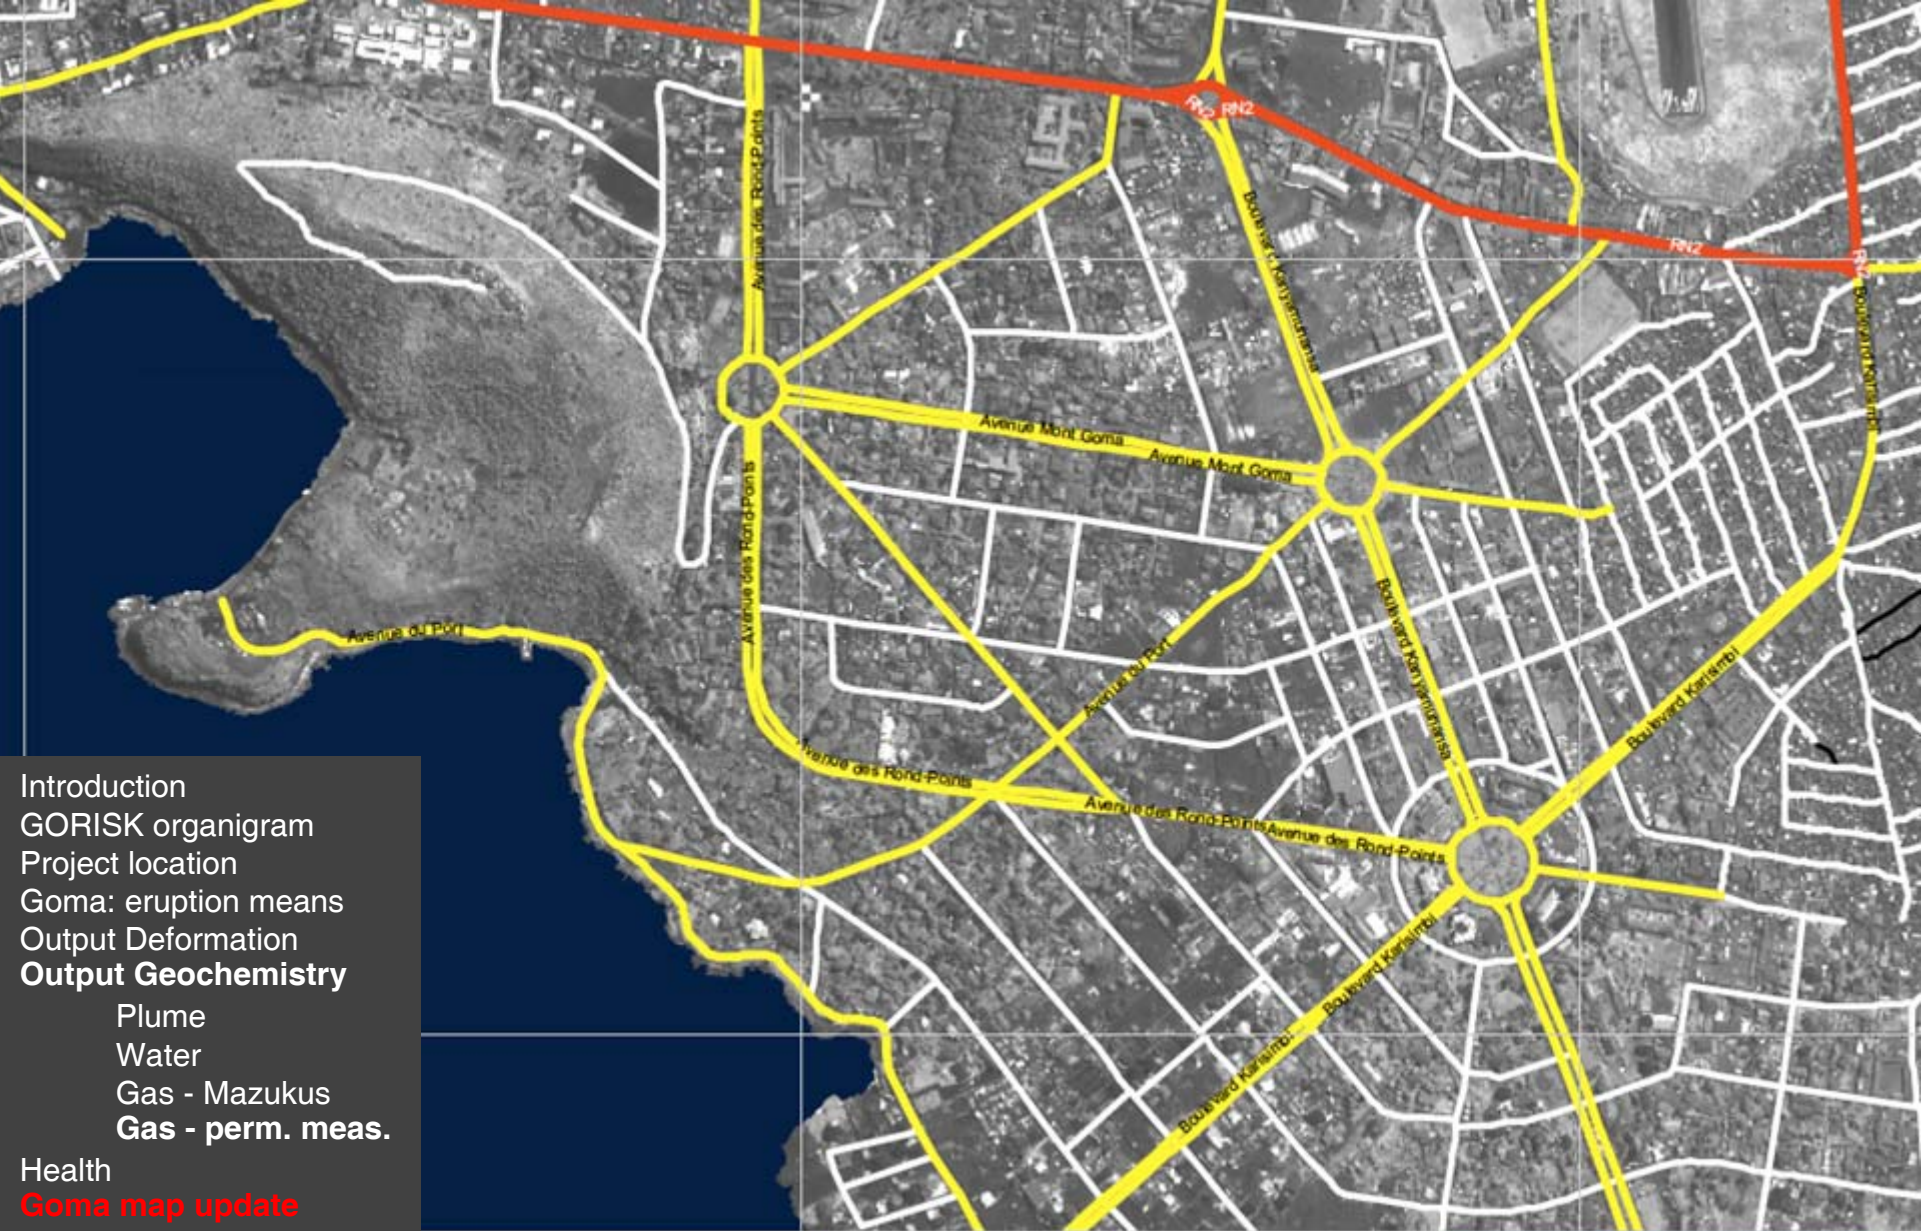 RN2
RN2
Avenue des Rond-Points
Boulevard Kanyamuhanga
RN2
RN2
Boulevard Karisimbi
Avenue Mont Goma
Avenue Mont Goma
Avenue des Rond-Points
Boulevard Kanyamuhanga
Avenue du Port
Avenue du Port
Boulevard Karisimbi
Avenue des Rond-Points
Avenue des Rond-Points
Avenue des Rond-Points
Boulevard Karisimbi
Boulevard Karisimbi
Introduction
GORISK organigram
Project location
Goma: eruption means
Output Deformation
Output Geochemistry
Plume
Water
Gas - Mazukus
Gas - perm. meas.
Health
Goma map update